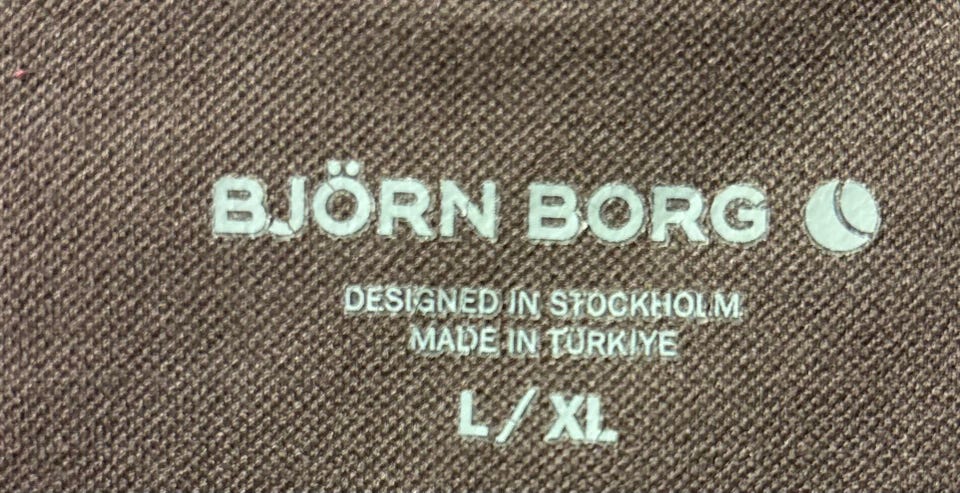 BJÖRN BORG
DESIGNED IN STOCKHOLM
MADE IN TÜRKIYE
L / XL